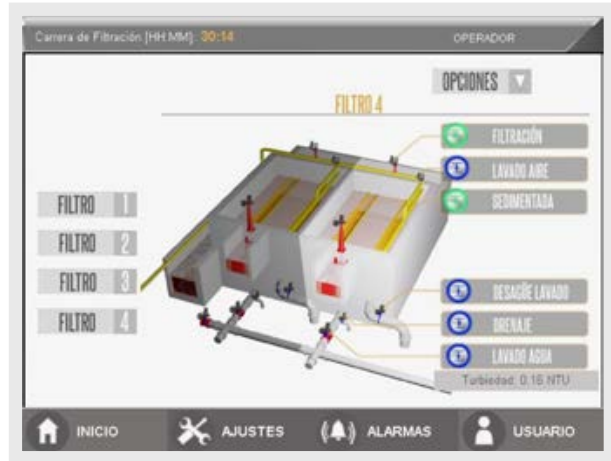 Carrera de Filtración [HH:MM]: 30:14
OPERADOR
OPCIONES
FILTRO 4
FILTRACIÓN
LAVADO AIRE
SEDIMENTADA
FILTRO 1
FILTRO 2
FILTRO 3
FILTRO 4
DESAGÜE LAVADO
DRENAJE
LAVADO AGUA
Turbiedad: 0.16 NTU
INICIO
AJUSTES
ALARMAS
USUARIO